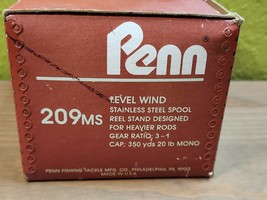 Penn
209MS
LEVEL WIND
STAINLESS STEEL SPOOL
REEL STAND DESIGNED
FOR HEAVIER RODS
GEAR RATIO: 3-1
CAP. 350 yds 20 lb MONO
PENN FISHING TACKLE MFG. CO., PHILADELPHIA, PA. 19132
MADE IN U.S.A.